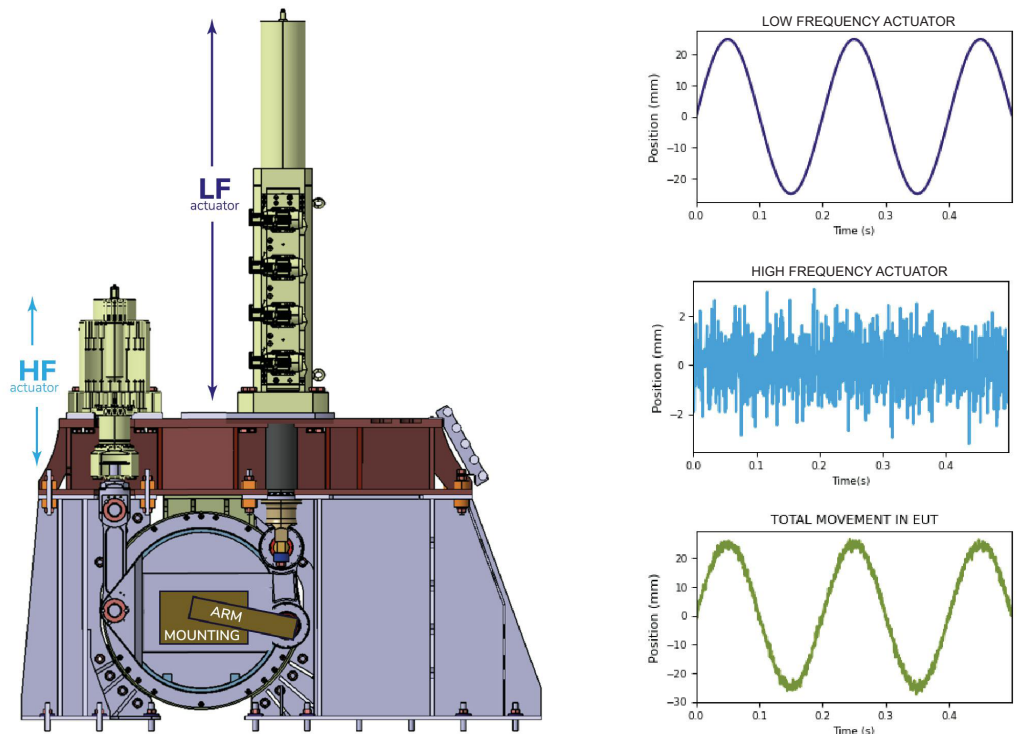 LF
actuator
HF
actuator
ARM
MOUNTING
LOW FREQUENCY ACTUATOR
Position (mm)
20
10
0
−10
−20
0.0 0.1 0.2 0.3 0.4
Time (s)
HIGH FREQUENCY ACTUATOR
Position (mm)
2
0
−2
0.0 0.1 0.2 0.3 0.4
Time(s)
TOTAL MOVEMENT IN EUT
Position (mm)
20
10
0
−10
−20
−30
0.0 0.1 0.2 0.3 0.4
Time (s)